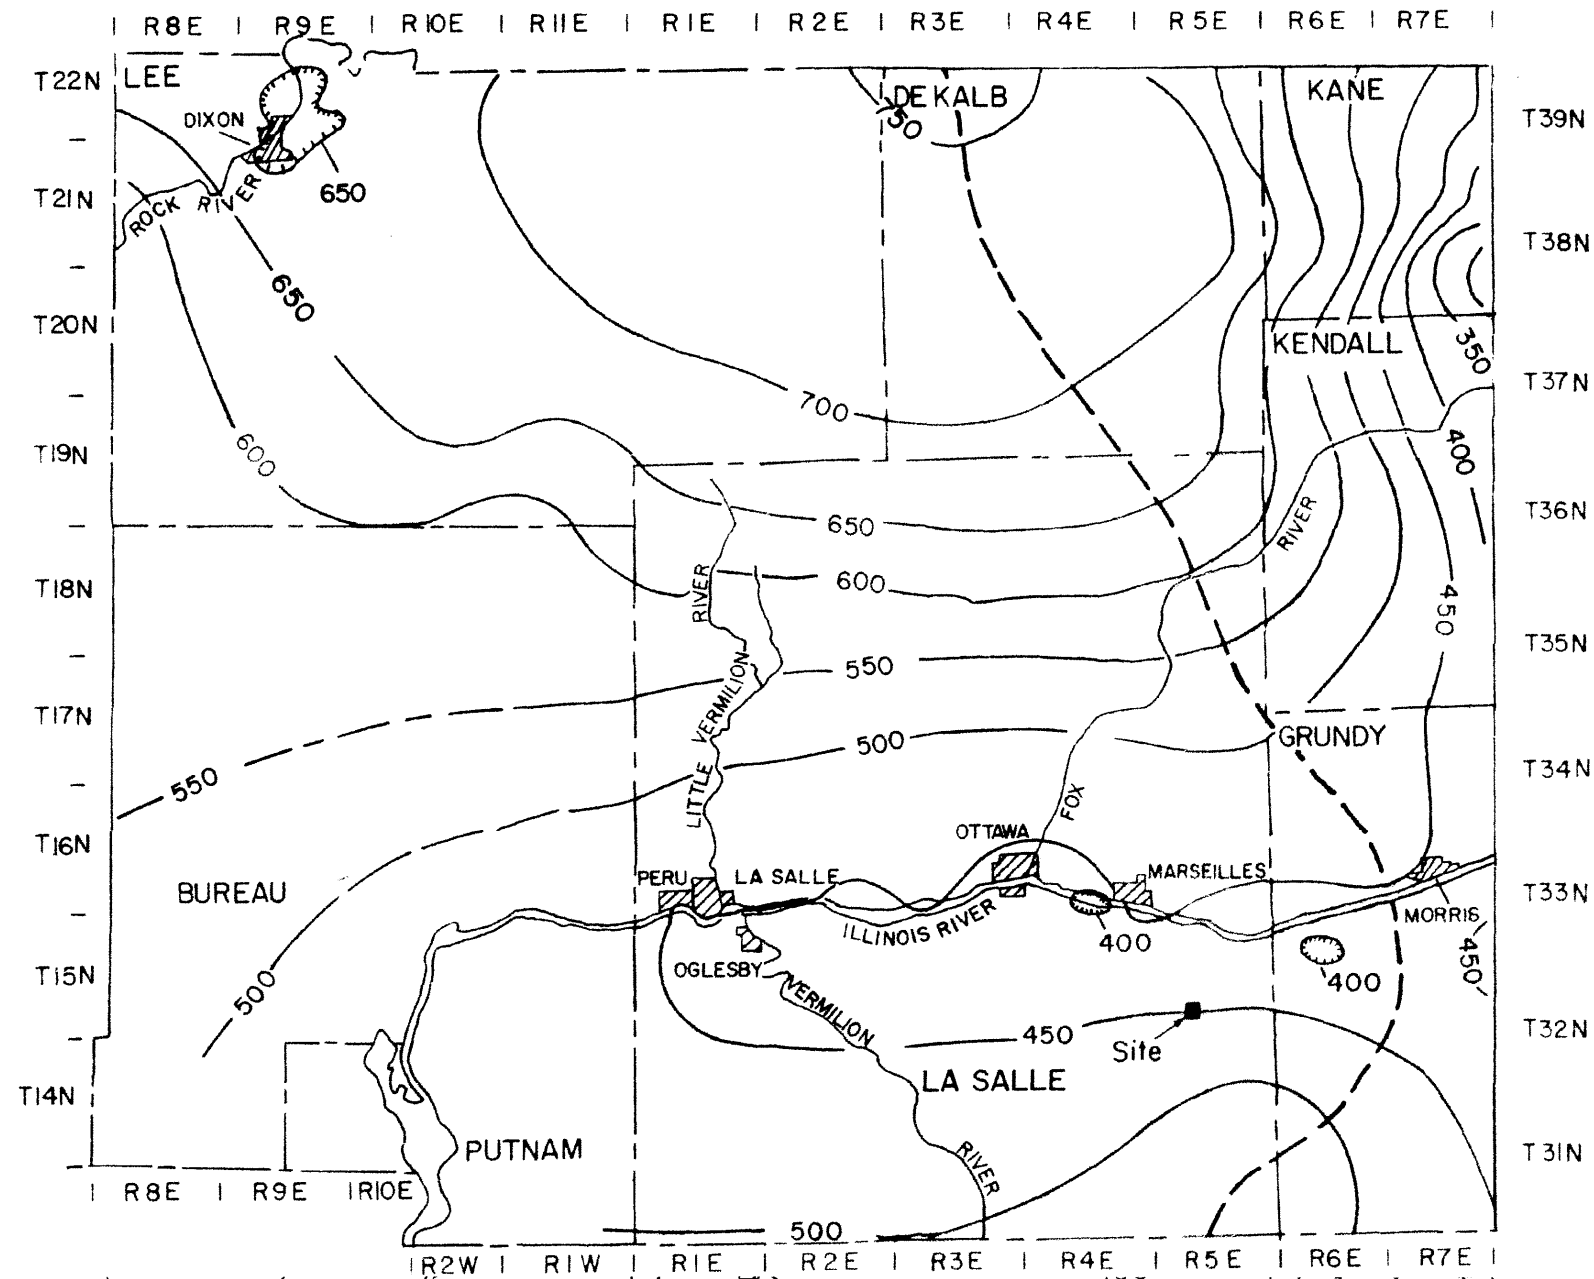 R8E R9E R10E R11E R1E R2E R3E R4E R5E R6E R7E
T22N
LEE
DE KALB
KANE
750
T39N
DIXON
650
T21N
ROCK RIVER
T38N
650
T20N
KENDALL
350
T37N
700
600
T19N
400
650
T36N
RIVER
RIVER
T18N
600
450
T35N
550
LITTLE VERMILION
T17N
500
GRUNDY
550
T34N
FOX
T16N
OTTAWA
PERU
LA SALLE
MARSEILLES
BUREAU
T33N
MORRIS
ILLINOIS RIVER
400
450
T15N
OGLESBY
400
500
VERMILION
450
T32N
Site
LA SALLE
T14N
PUTNAM
RIVER
T31N
R8E R9E R10E
500
R2W R1W R1E R2E R3E R4E R5E R6E R7E